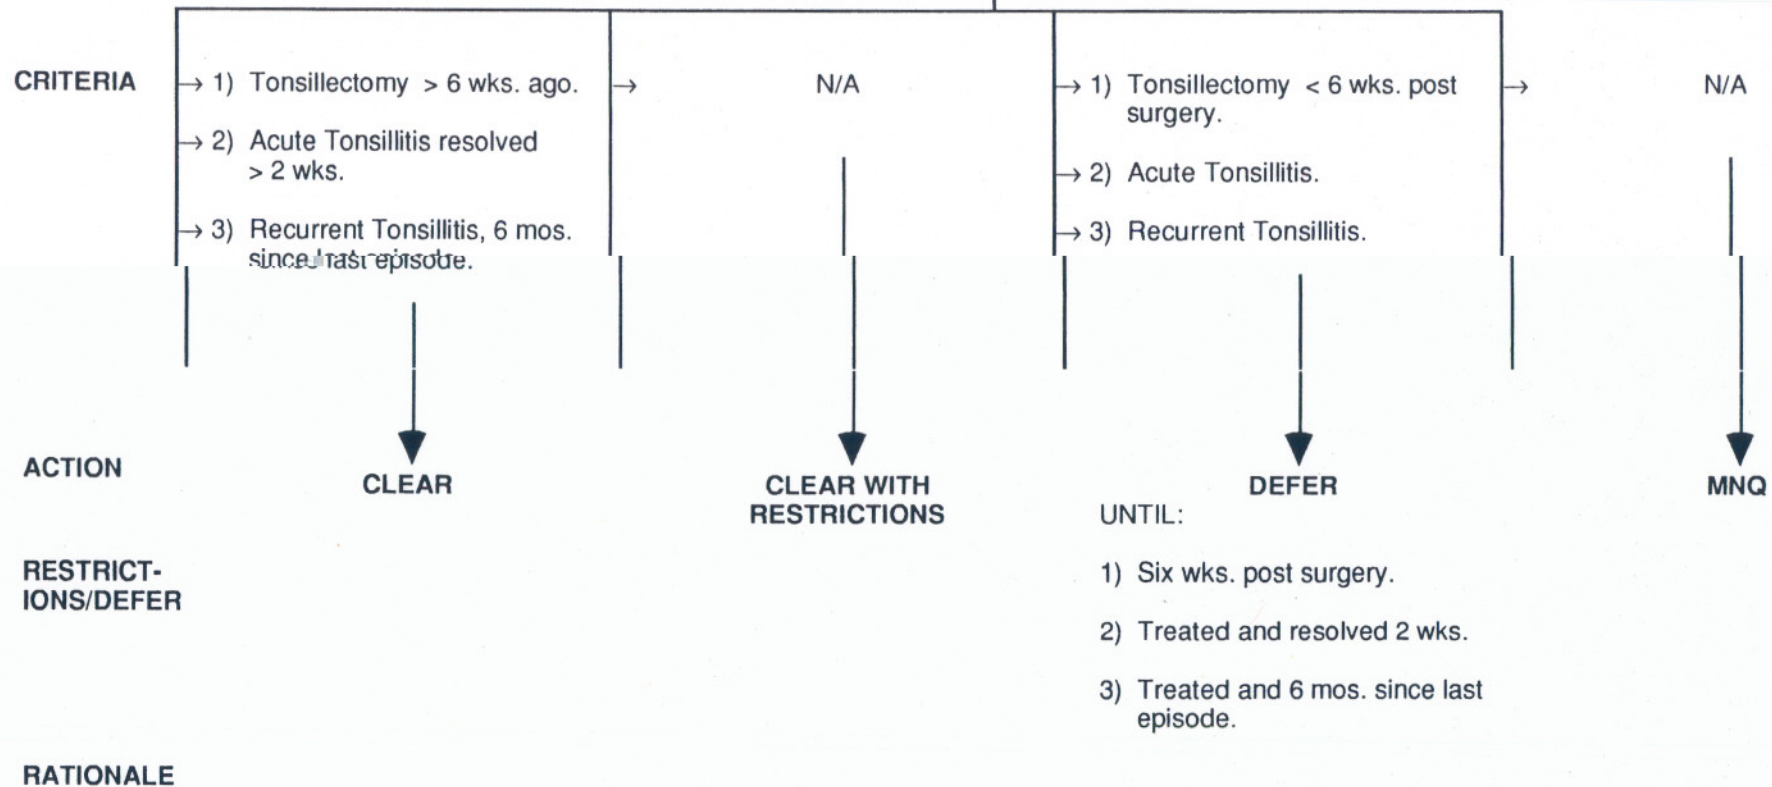 CRITERIA
→ 1) Tonsillectomy > 6 wks. ago.
→ 2) Acute Tonsillitis resolved
> 2 wks.
→ 3) Recurrent Tonsillitis, 6 mos.
since last episode.
→ N/A
→ 1) Tonsillectomy < 6 wks. post
surgery.
→ 2) Acute Tonsillitis.
→ 3) Recurrent Tonsillitis.
→ N/A
ACTION
CLEAR
CLEAR WITH
RESTRICTIONS
DEFER
MNQ
RESTRICT-
IONS/DEFER
UNTIL:
1) Six wks. post surgery.
2) Treated and resolved 2 wks.
3) Treated and 6 mos. since last
episode.
RATIONALE